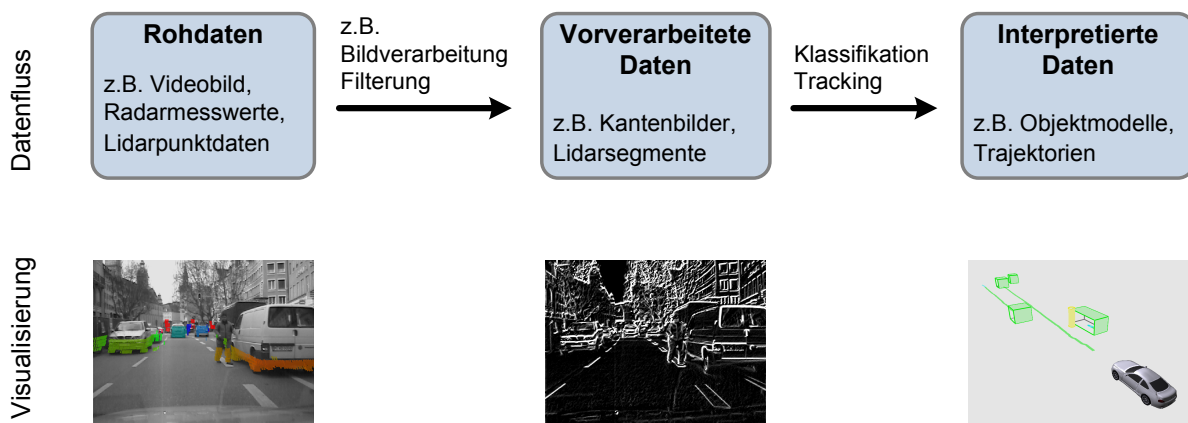 Datenfluss
Rohdaten
z.B. Videobild,
Radarmesswerte,
Lidarpunktdaten
z.B.
Bildverarbeitung
Filterung
Vorverarbeitete
Daten
z.B. Kantenbilder,
Lidarsegmente
Klassifikation
Tracking
Interpretierte
Daten
z.B. Objektmodelle,
Trajektorien
Visualisierung